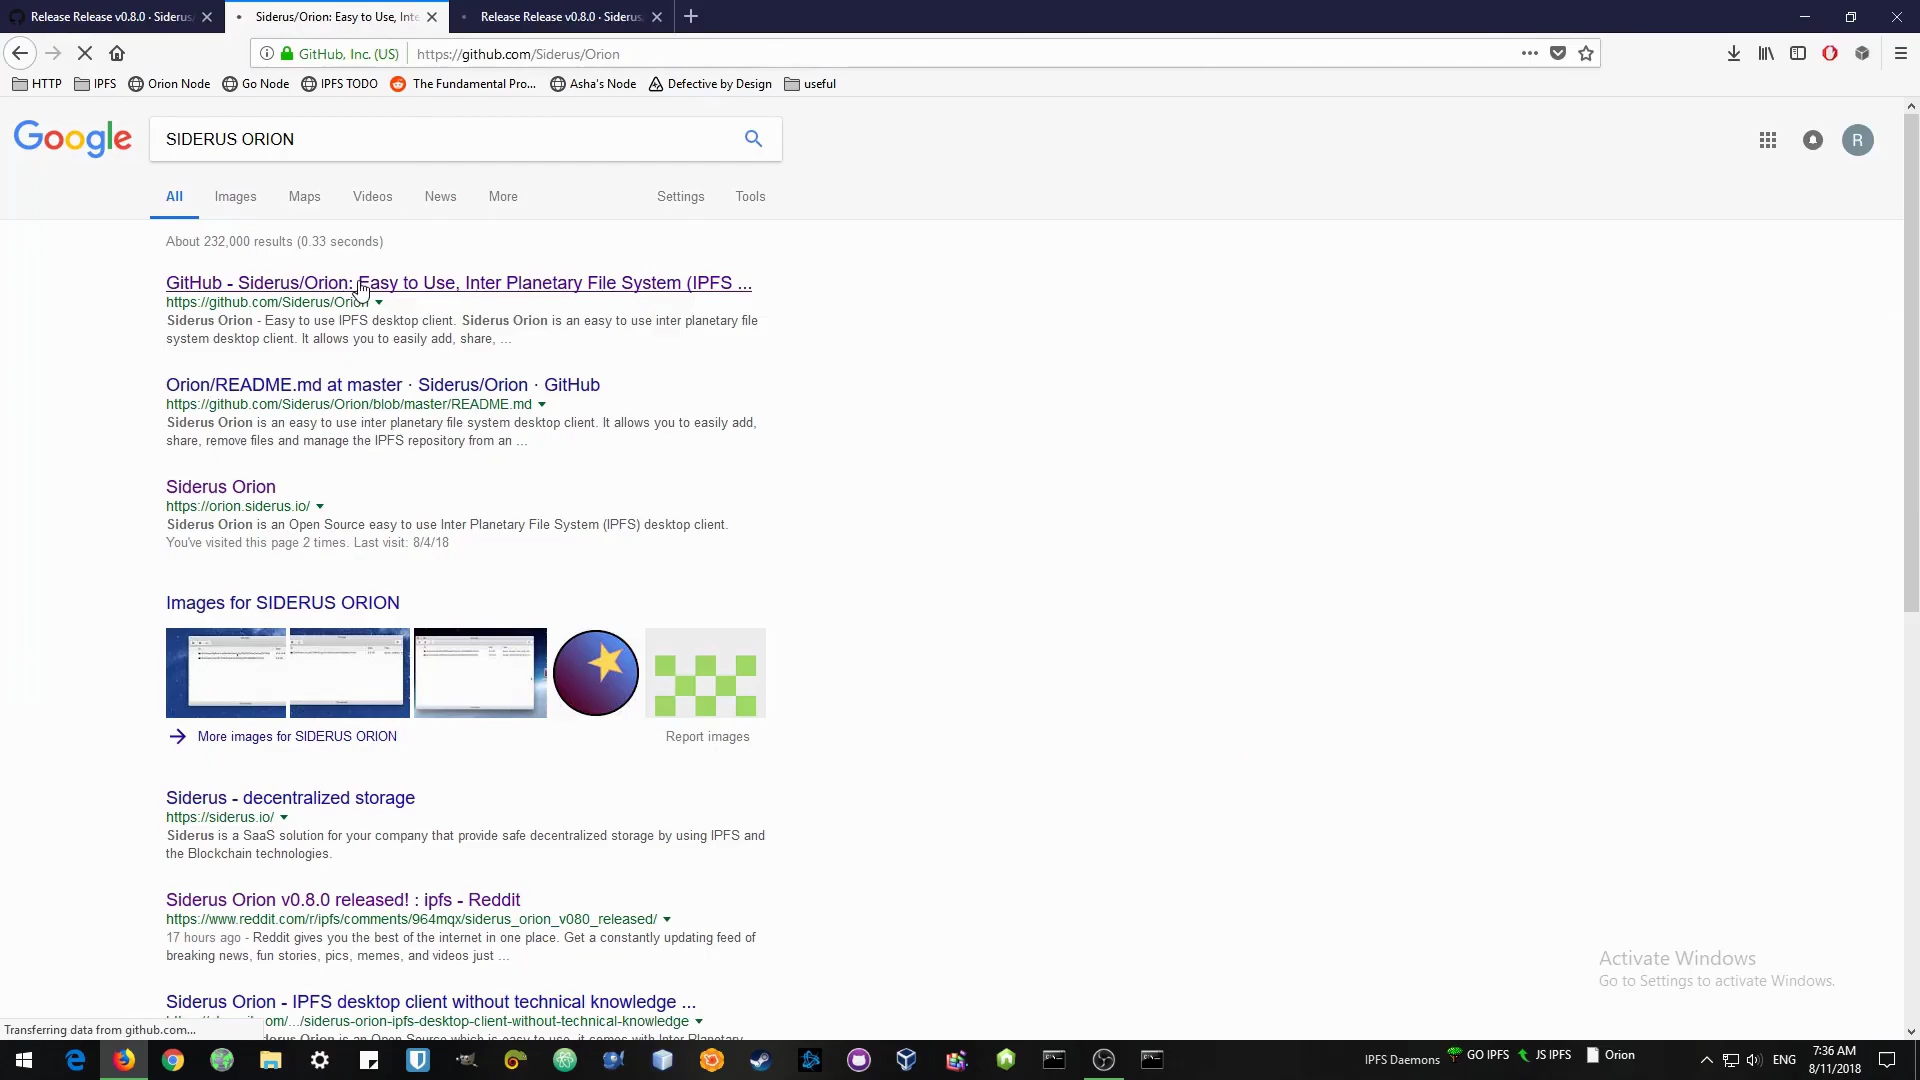 Release Release v0.8.0 · Siderus
Siderus/Orion: Easy to Use, Inte
Release Release v0.8.0 · Siderus
GitHub, Inc. (US)
https://github.com/Siderus/Orion
HTTP
IPFS
Orion Node
Go Node
IPFS TODO
The Fundamental Pro...
Asha's Node
Defective by Design
useful
Google
SIDERUS ORION
R
All
Images
Maps
Videos
News
More
Settings
Tools
About 232,000 results (0.33 seconds)
GitHub - Siderus/Orion: Easy to Use, Inter Planetary File System (IPFS ...
https://github.com/Siderus/Orion
Siderus Orion - Easy to use IPFS desktop client. Siderus Orion is an easy to use inter planetary file
system desktop client. It allows you to easily add, share, ...
Orion/README.md at master · Siderus/Orion · GitHub
https://github.com/Siderus/Orion/blob/master/README.md
Siderus Orion is an easy to use inter planetary file system desktop client. It allows you to easily add,
share, remove files and manage the IPFS repository from an ...
Siderus Orion
https://orion.siderus.io/
Siderus Orion is an Open Source easy to use Inter Planetary File System (IPFS) desktop client.
You've visited this page 2 times. Last visit: 8/4/18
Images for SIDERUS ORION
More images for SIDERUS ORION
Report images
Siderus - decentralized storage
https://siderus.io/
Siderus is a SaaS solution for your company that provide safe decentralized storage by using IPFS and
the Blockchain technologies.
Siderus Orion v0.8.0 released! : ipfs - Reddit
https://www.reddit.com/r/ipfs/comments/964mqx/siderus_orion_v080_released/
17 hours ago - Reddit gives you the best of the internet in one place. Get a constantly updating feed of
breaking news, fun stories, pics, memes, and videos just ...
Activate Windows
Go to Settings to activate Windows.
Siderus Orion - IPFS desktop client without technical knowledge ...
om/.../siderus-orion-ipfs-desktop-client-without-technical-knowledge
Transferring data from github.com...
IPFS Daemons
GO IPFS
JS IPFS
Orion
ENG
7:36 AM
8/11/2018